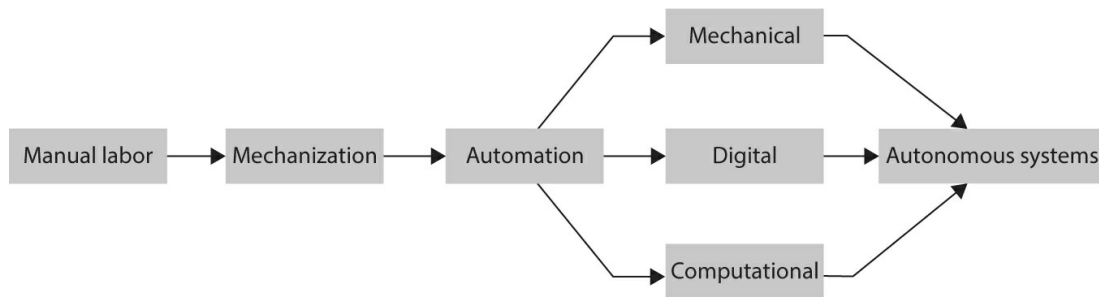 Manual labor
Mechanization
Automation
Mechanical
Digital
Computational
Autonomous systems